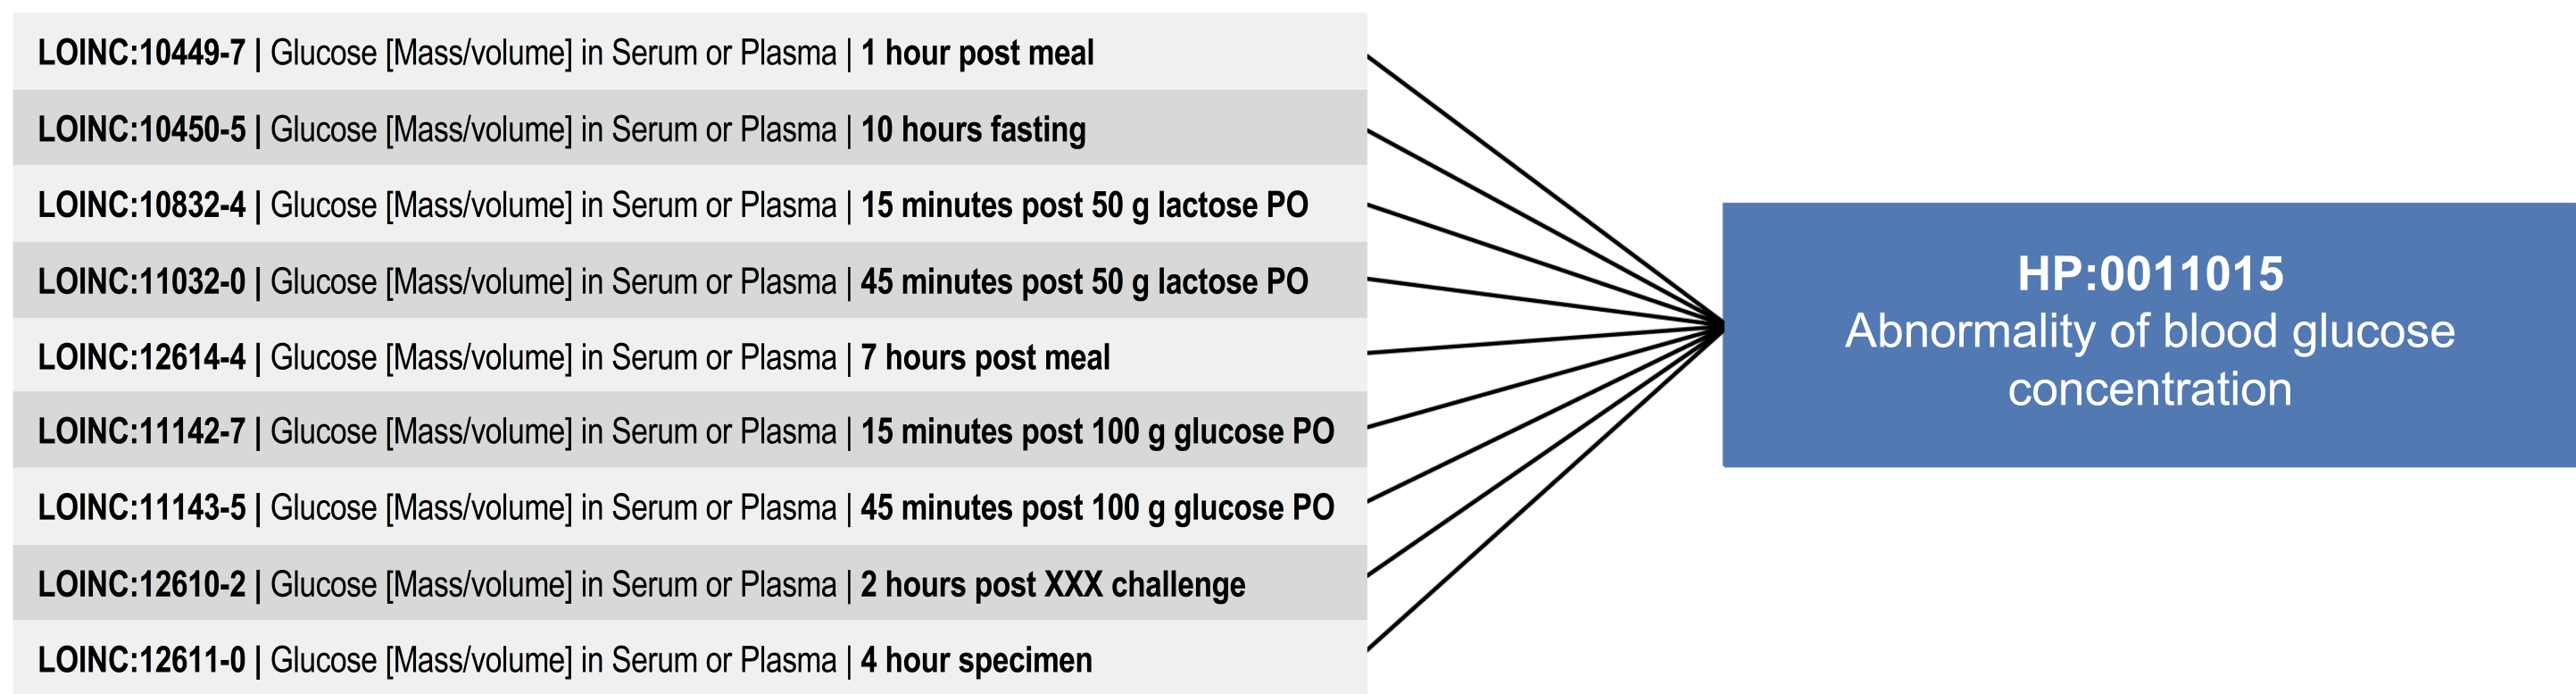 LOINC:10449-7 | Glucose [Mass/volume] in Serum or Plasma | 1 hour post meal
LOINC:10450-5 | Glucose [Mass/volume] in Serum or Plasma | 10 hours fasting
LOINC:10832-4 | Glucose [Mass/volume] in Serum or Plasma | 15 minutes post 50 g lactose PO
LOINC:11032-0 | Glucose [Mass/volume] in Serum or Plasma | 45 minutes post 50 g lactose PO
LOINC:12614-4 | Glucose [Mass/volume] in Serum or Plasma | 7 hours post meal
LOINC:11142-7 | Glucose [Mass/volume] in Serum or Plasma | 15 minutes post 100 g glucose PO
LOINC:11143-5 | Glucose [Mass/volume] in Serum or Plasma | 45 minutes post 100 g glucose PO
LOINC:12610-2 | Glucose [Mass/volume] in Serum or Plasma | 2 hours post XXX challenge
LOINC:12611-0 | Glucose [Mass/volume] in Serum or Plasma | 4 hour specimen
HP:0011015
Abnormality of blood glucose
concentration